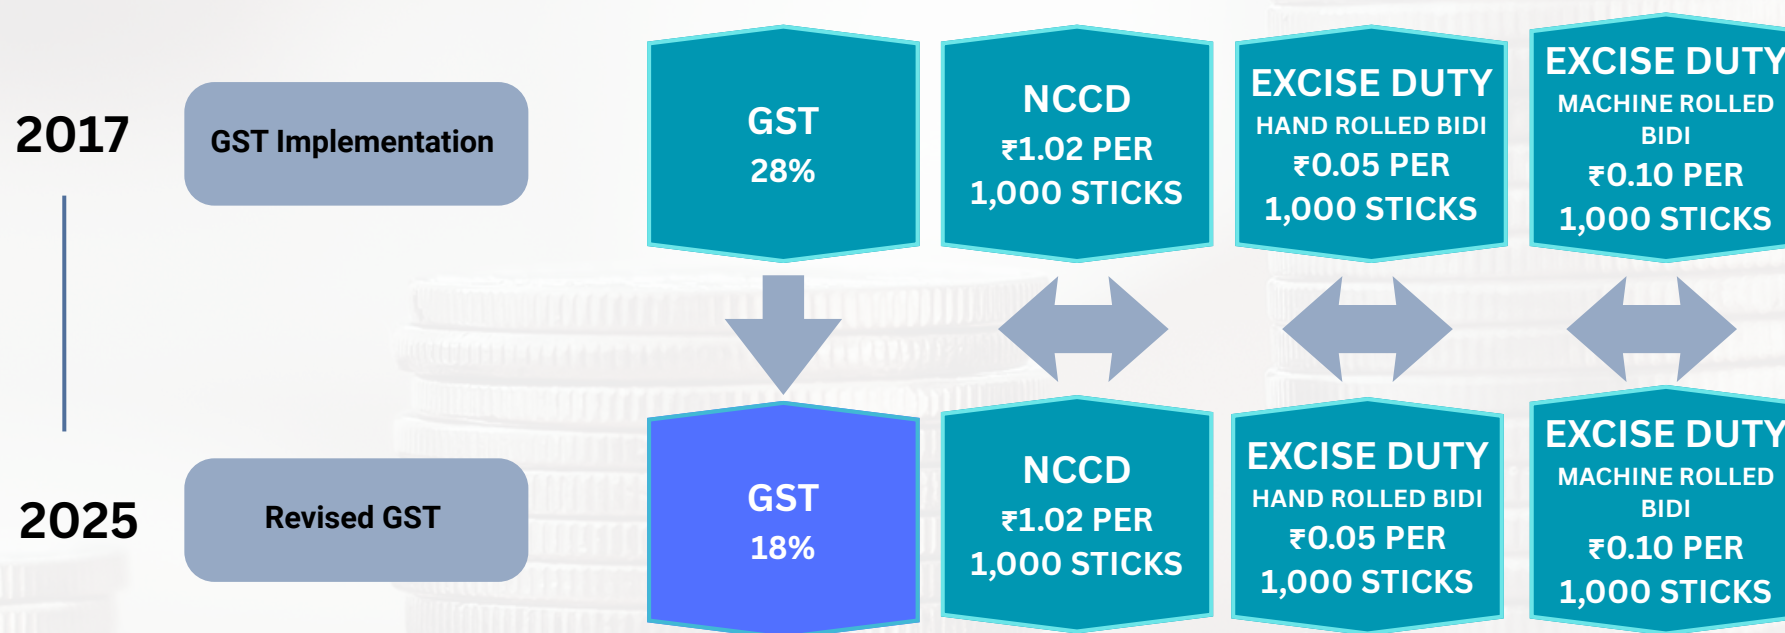 2017
GST Implementation
GST
28%
NCCD
₹1.02 PER
1,000 STICKS
EXCISE DUTY
HAND ROLLED BIDI
₹0.05 PER
1,000 STICKS
EXCISE DUTY
MACHINE ROLLED
BIDI
₹0.10 PER
1,000 STICKS
2025
Revised GST
GST
18%
NCCD
₹1.02 PER
1,000 STICKS
EXCISE DUTY
HAND ROLLED BIDI
₹0.05 PER
1,000 STICKS
EXCISE DUTY
MACHINE ROLLED
BIDI
₹0.10 PER
1,000 STICKS